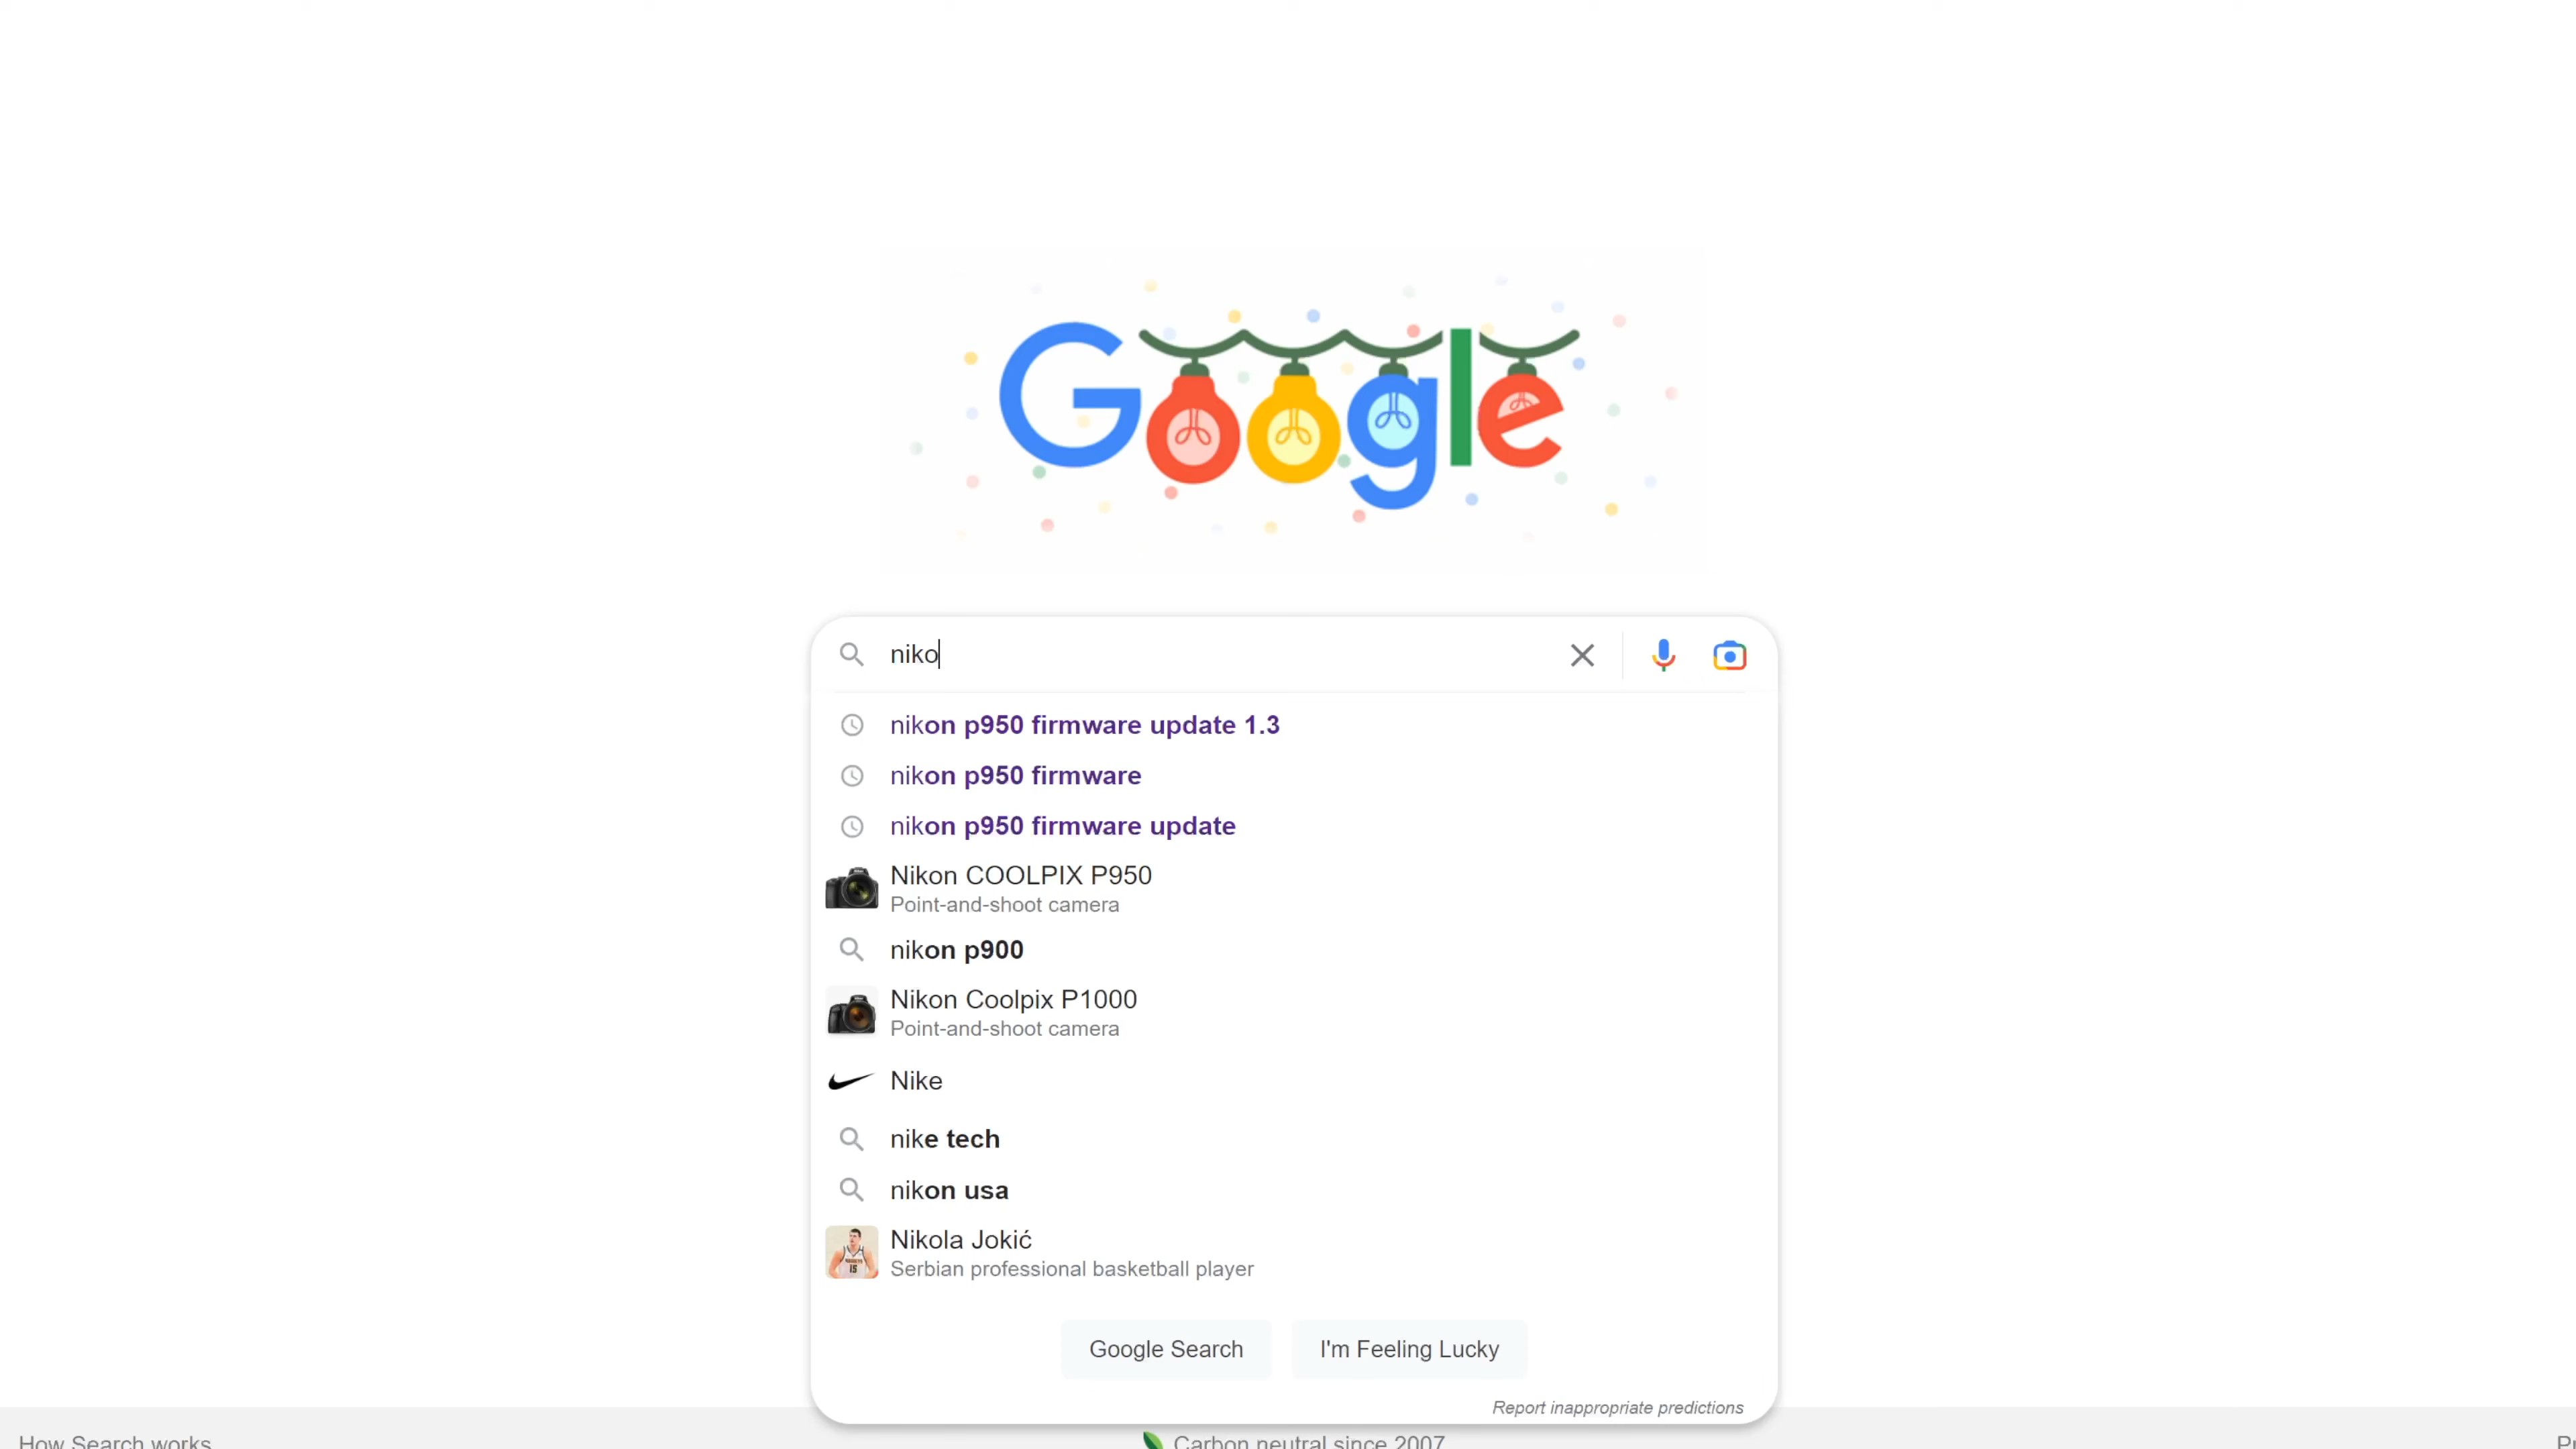 Google
niko
nikon p950 firmware update 1.3
nikon p950 firmware
nikon p950 firmware update
Nikon COOLPIX P950
Point-and-shoot camera
nikon p900
Nikon Coolpix P1000
Point-and-shoot camera
Nike
nike tech
nikon usa
Nikola Jokić
Serbian professional basketball player
Google Search
I'm Feeling Lucky
Report inappropriate predictions
How Search works
Carbon neutral since 2007